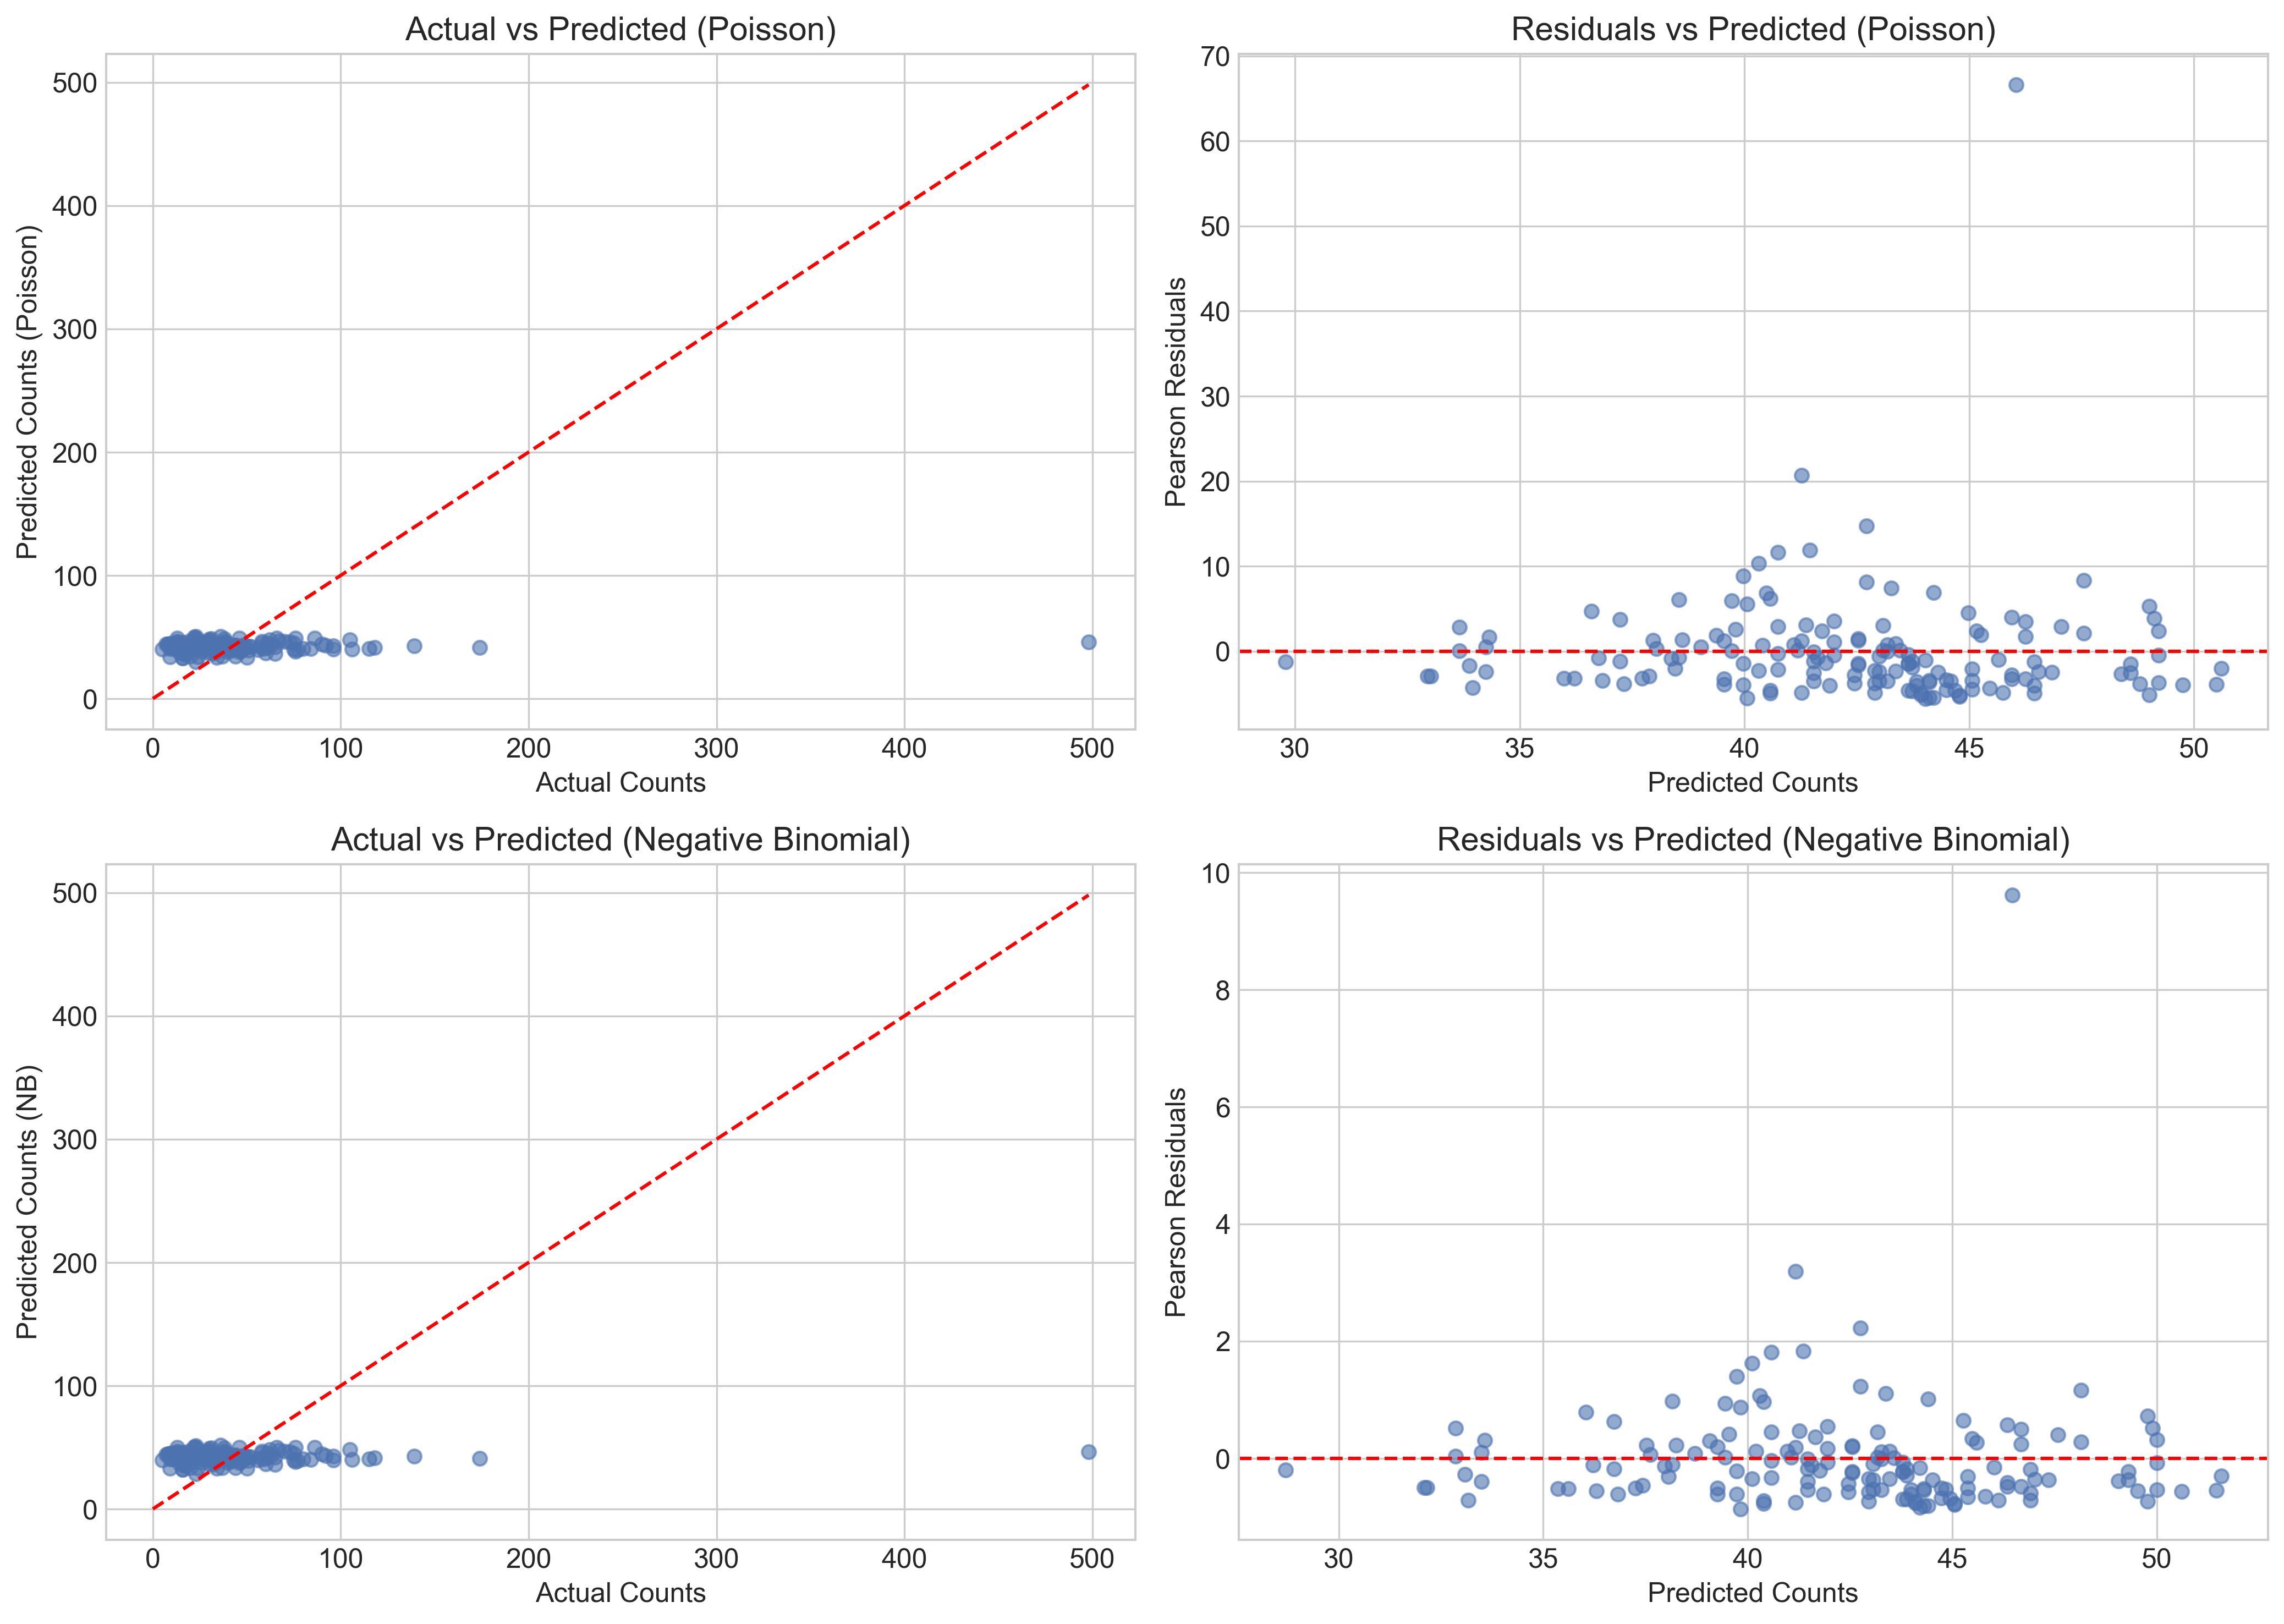 Actual vs Predicted (Poisson)
Predicted Counts (Poisson)
500
400
300
200
100
0
0 100 200 300 400 500
Actual Counts
Residuals vs Predicted (Poisson)
Pearson Residuals
70
60
50
40
30
20
10
0
30 35 40 45 50
Predicted Counts
Actual vs Predicted (Negative Binomial)
Predicted Counts (NB)
500
400
300
200
100
0
0 100 200 300 400 500
Actual Counts
Residuals vs Predicted (Negative Binomial)
Pearson Residuals
10
8
6
4
2
0
30 35 40 45 50
Predicted Counts